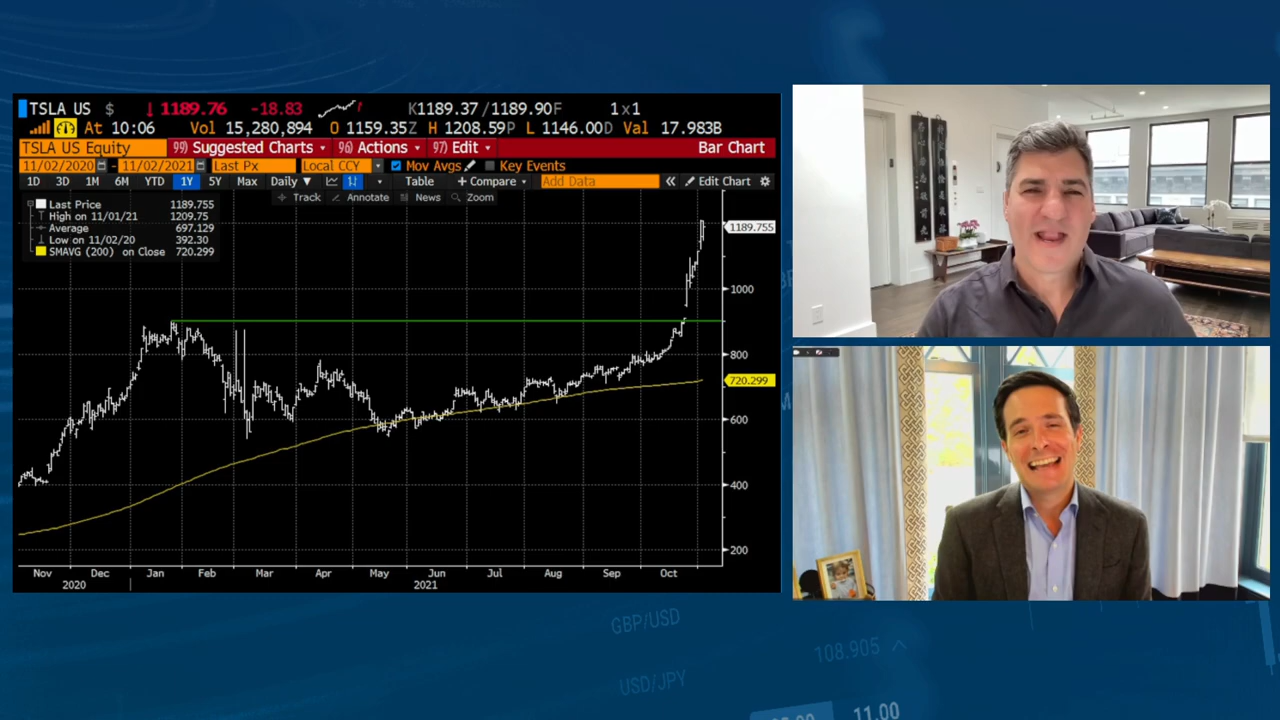 TSLA US $ ↓ 1189.76 -18.83 K1189.37 / 1189.90F 1x1
At 10:06 Vol 15,280,894 O 1159.35Z H 1208.59P L 1146.00D Val 17.983B
TSLA US Equity 99) Suggested Charts 96) Actions 97) Edit Bar Chart
11/02/2020 - 11/02/2021 Last Px Local CCY Mov Avgs Key Events
1D 3D 1M 6M YTD 1Y 5Y Max Daily ▼ Table + Compare Add Data « Edit Chart
Track Annotate News Zoom
Last Price 1189.755
High on 11/01/21 1209.75
Average 697.129
Low on 11/02/20 392.30
SMAVG (200) on Close 720.299
1189.755
1000
800
720.299
600
400
200
Nov Dec Jan Feb Mar Apr May Jun Jul Aug Sep Oct
2020 2021
GBP/USD
108.905
USD/JPY
11.00